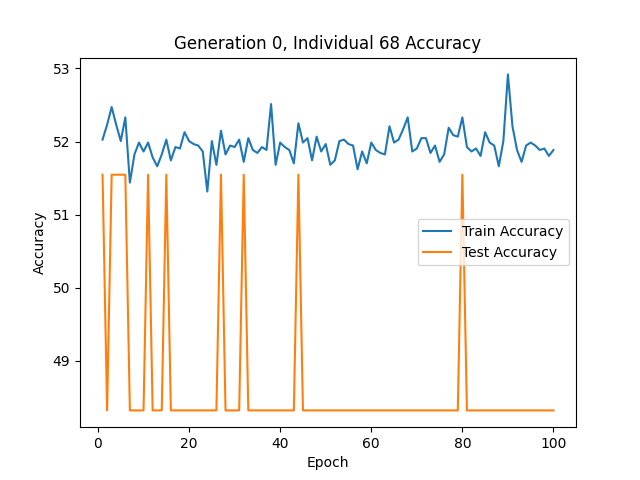 Generation 0, Individual 68 Accuracy
53
52
51
50
49
Accuracy
Train Accuracy
Test Accuracy
0 20 40 60 80 100
Epoch